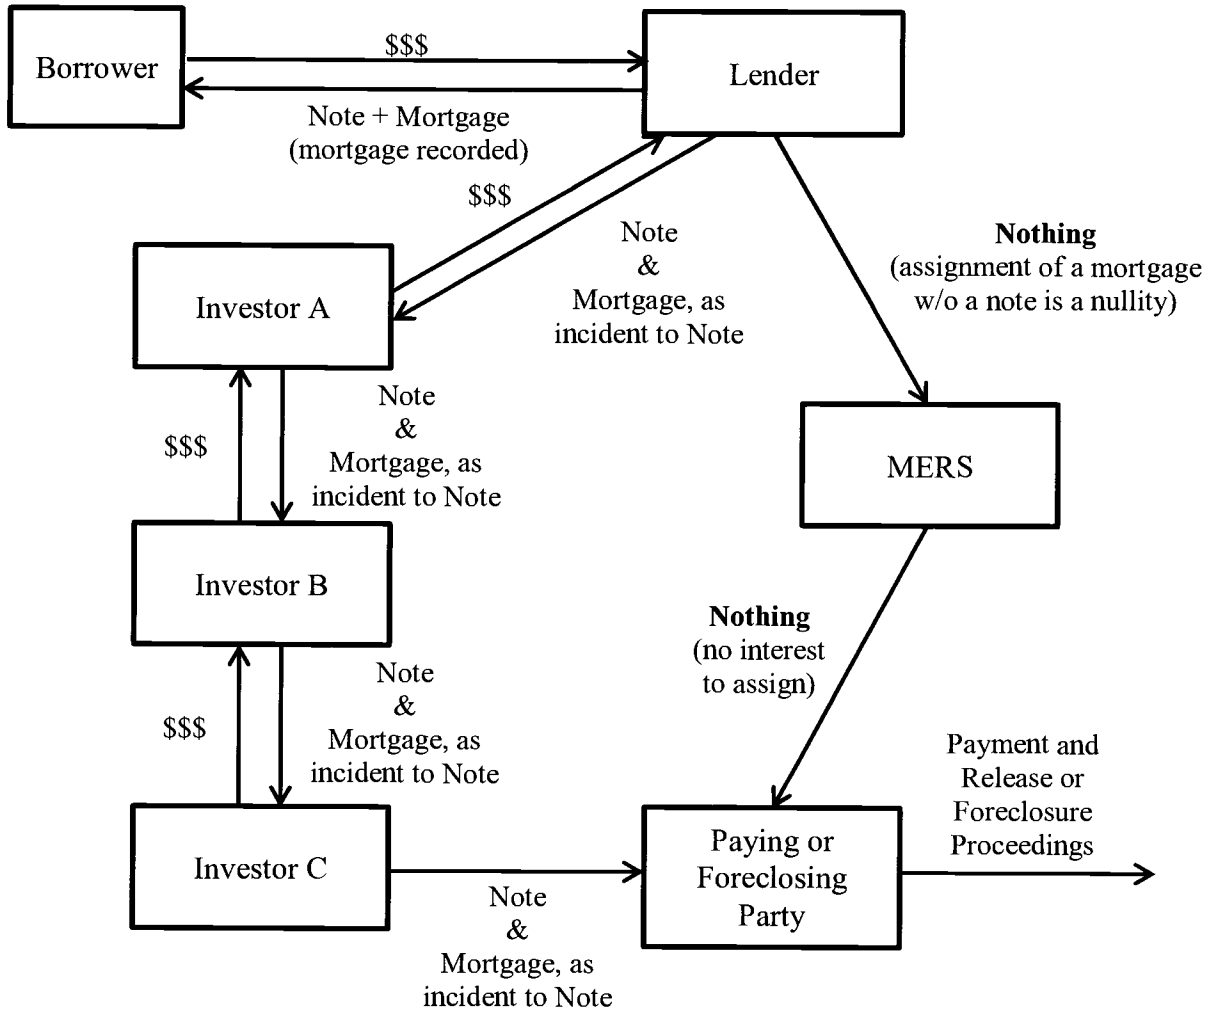 Borrower
$$$
Lender
Note + Mortgage
(mortgage recorded)
$$$
Note
&
Mortgage, as
incident to Note
Nothing
(assignment of a mortgage
w/o a note is a nullity)
Investor A
$$$
Note
&
Mortgage, as
incident to Note
MERS
Investor B
Nothing
(no interest
to assign)
$$$
Note
&
Mortgage, as
incident to Note
Payment and
Release or
Foreclosure
Proceedings
Investor C
Paying or
Foreclosing
Party
Note
&
Mortgage, as
incident to Note